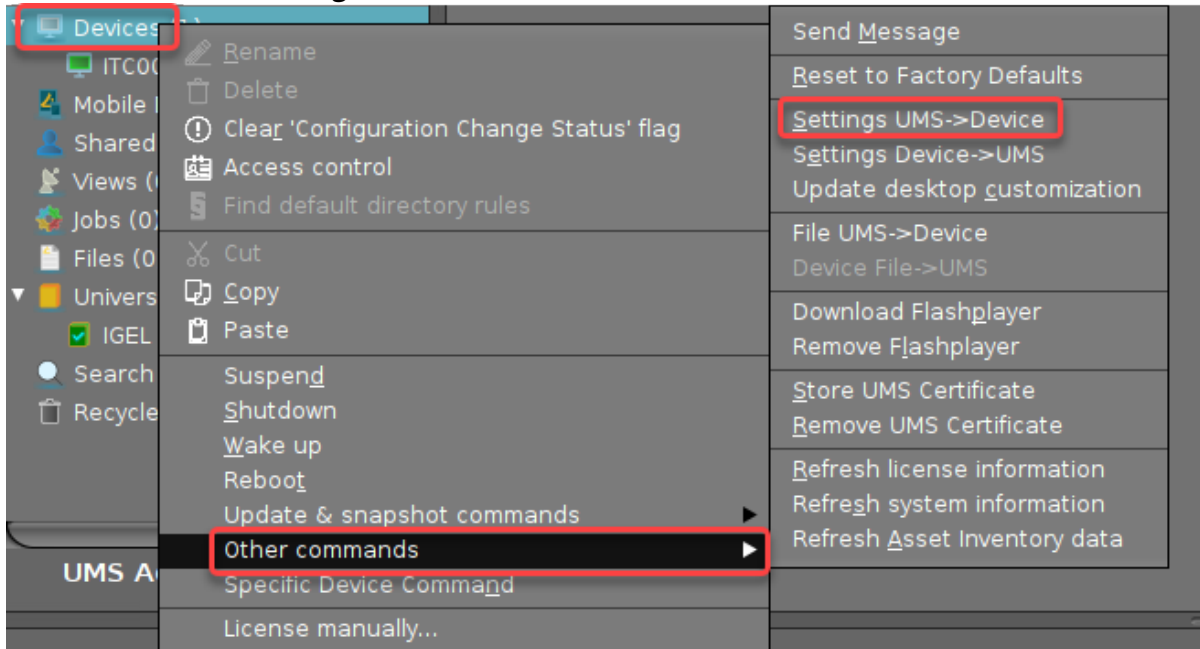 Devices
ITC00
Mobile
Shared
Views (
Jobs (0)
Files (0
Univers
IGEL
Search
Recycle
UMS A
Rename
Delete
Clear 'Configuration Change Status' flag
Access control
Find default directory rules
Cut
Copy
Paste
Suspend
Shutdown
Wake up
Reboot
Update & snapshot commands
Other commands
Specific Device Command
License manually...
Send Message
Reset to Factory Defaults
Settings UMS->Device
Settings Device->UMS
Update desktop customization
File UMS->Device
Device File->UMS
Download Flashplayer
Remove Flashplayer
Store UMS Certificate
Remove UMS Certificate
Refresh license information
Refresh system information
Refresh Asset Inventory data